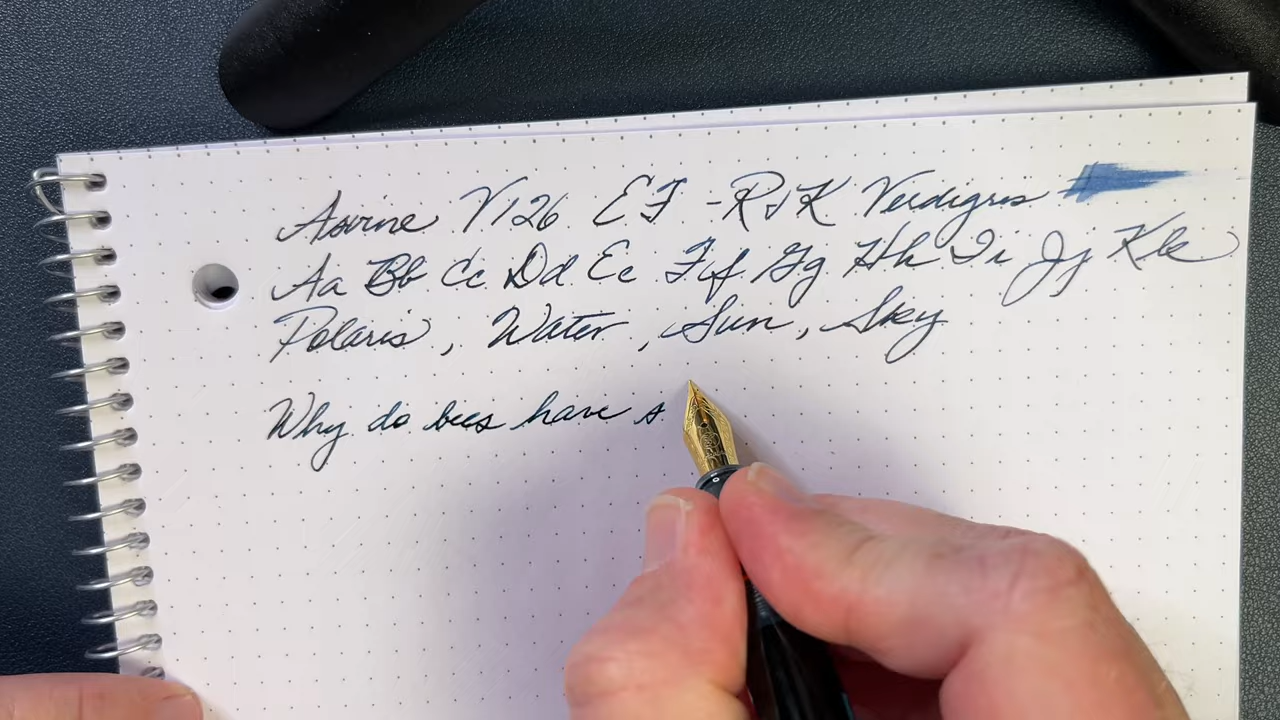 Asvine V126 EF - RJK Verdigris
Aa Bb Cc Dd Ee Ff Gg Hh Ii Jj Kk
Polaris, Water, Sun, Sky
Why do bees have s